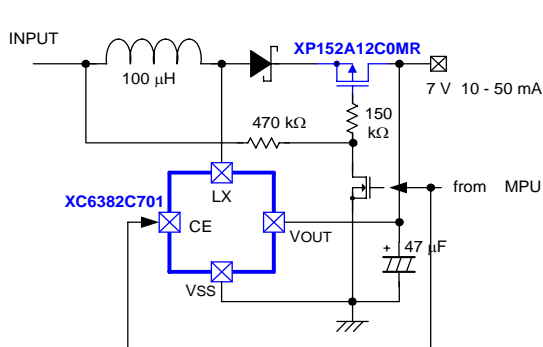 INPUT
XP152A12C0MR
100 μH
7 V 10 - 50 mA
470 kΩ
150
kΩ
XC6382C701
LX
from MPU
CE
VOUT
+ 47 μF
VSS